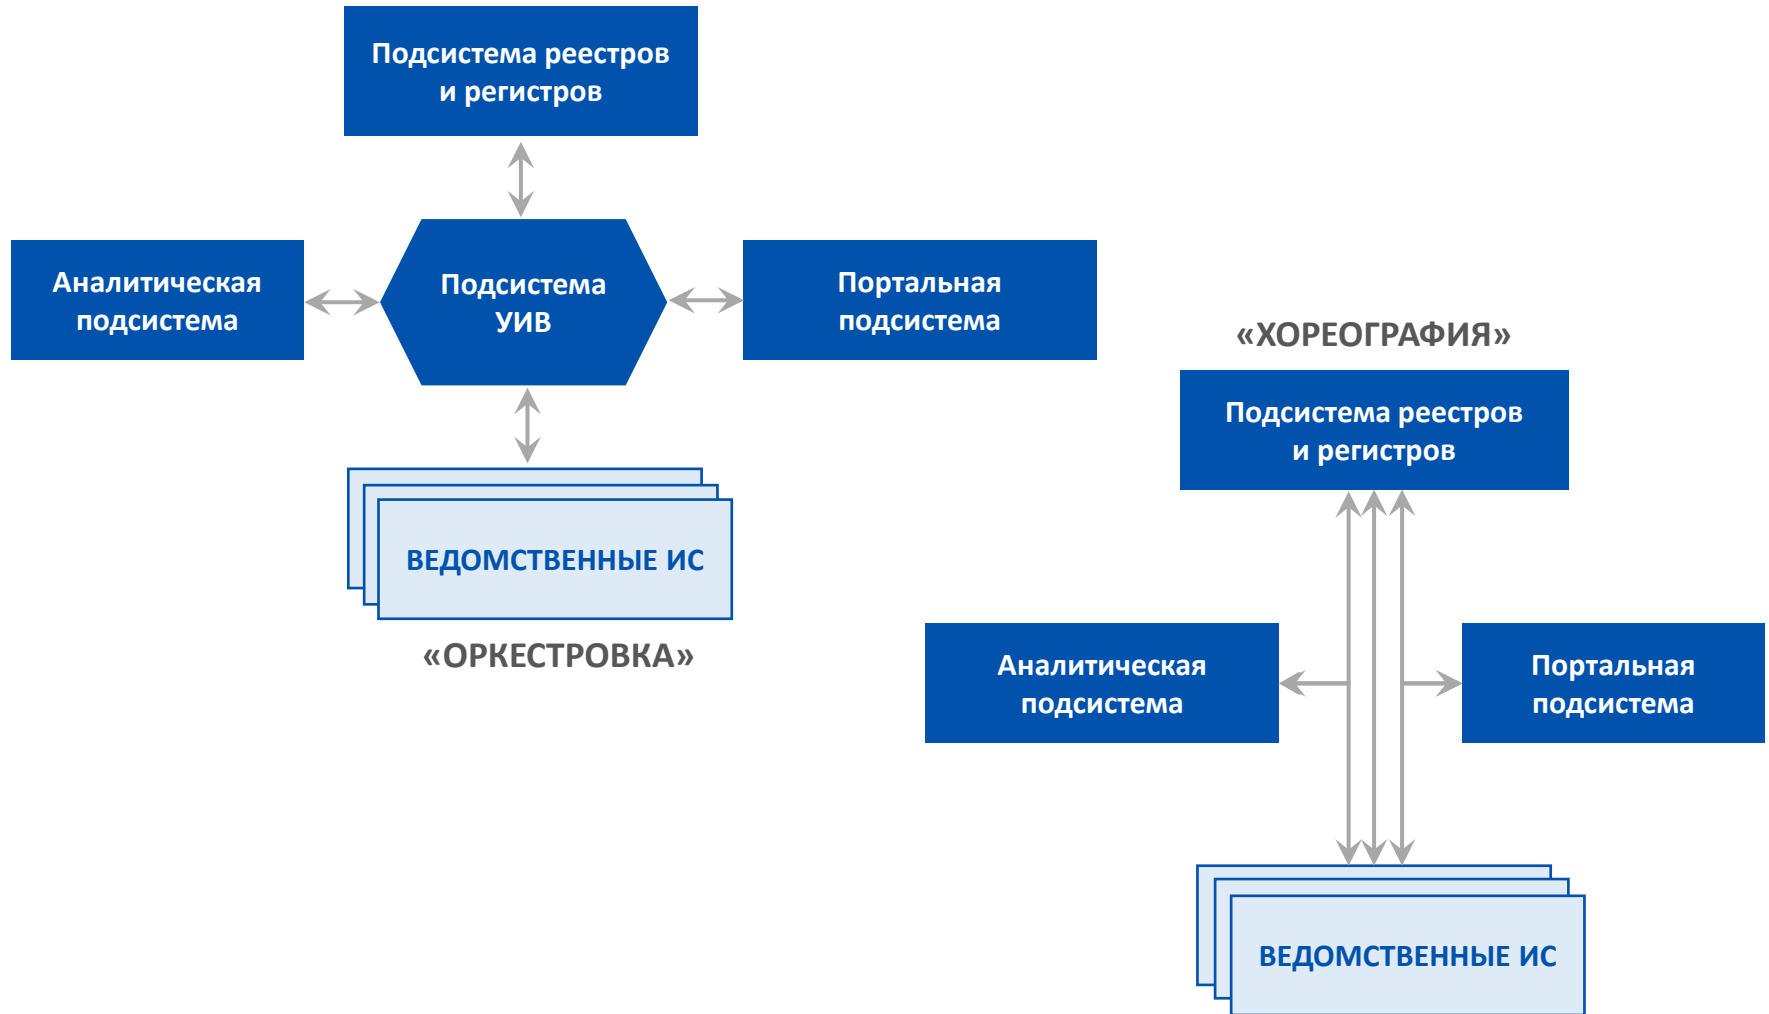 Подсистема реестров
и регистров
Аналитическая
подсистема
Подсистема
УИВ
Портальная
подсистема
ВЕДОМСТВЕННЫЕ ИС
«ОРКЕСТРОВКА»
«ХОРЕОГРАФИЯ»
Подсистема реестров
и регистров
Аналитическая
подсистема
Портальная
подсистема
ВЕДОМСТВЕННЫЕ ИС